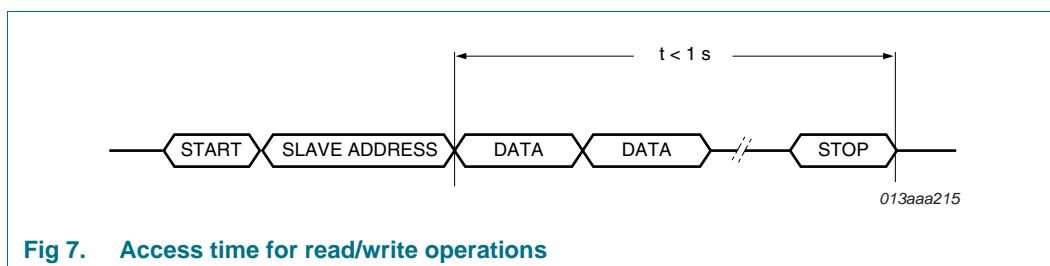 t < 1 s
START SLAVE ADDRESS DATA DATA STOP
013aaa215
Fig 7. Access time for read/write operations